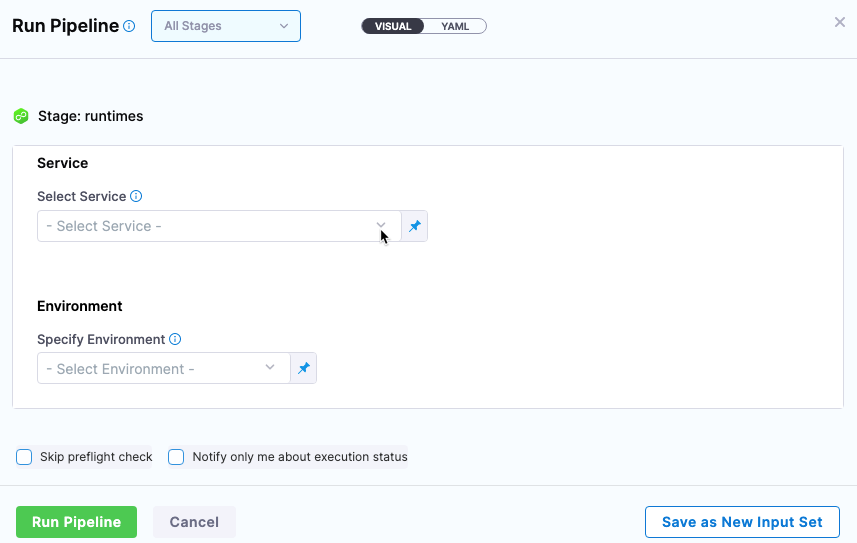 Run Pipeline
All Stages
VISUAL YAML
Stage: runtimes
Service
Select Service
- Select Service -
Environment
Specify Environment
- Select Environment -
Skip preflight check Notify only me about execution status
Run Pipeline Cancel Save as New Input Set